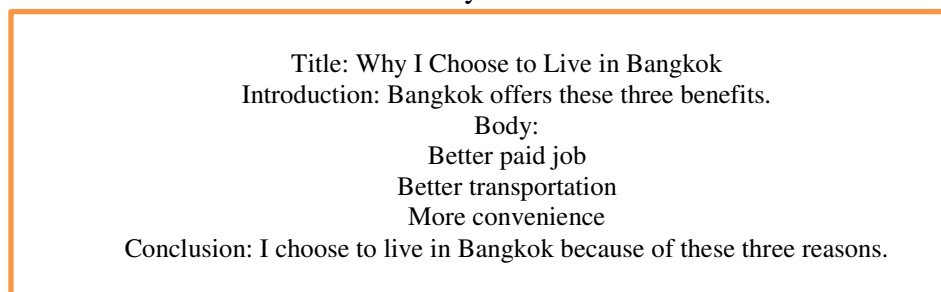 Title: Why I Choose to Live in Bangkok
Introduction: Bangkok offers these three benefits.
Body:
Better paid job
Better transportation
More convenience
Conclusion: I choose to live in Bangkok because of these three reasons.